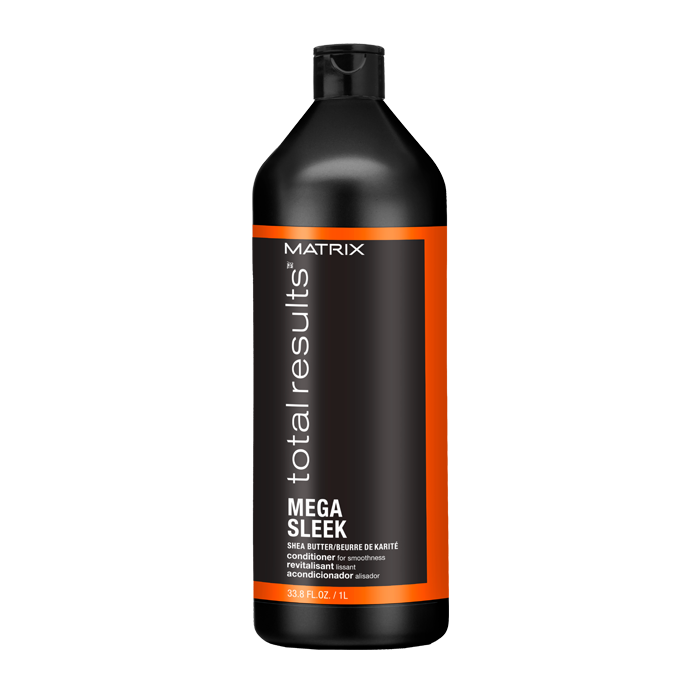 MATRIX
total results™
MEGA
SLEEK
SHEA BUTTER/BEURRE DE KARITÉ
conditioner for smoothness
revitalisant lissant
acondicionador alisador
33.8 FL.OZ. / 1L